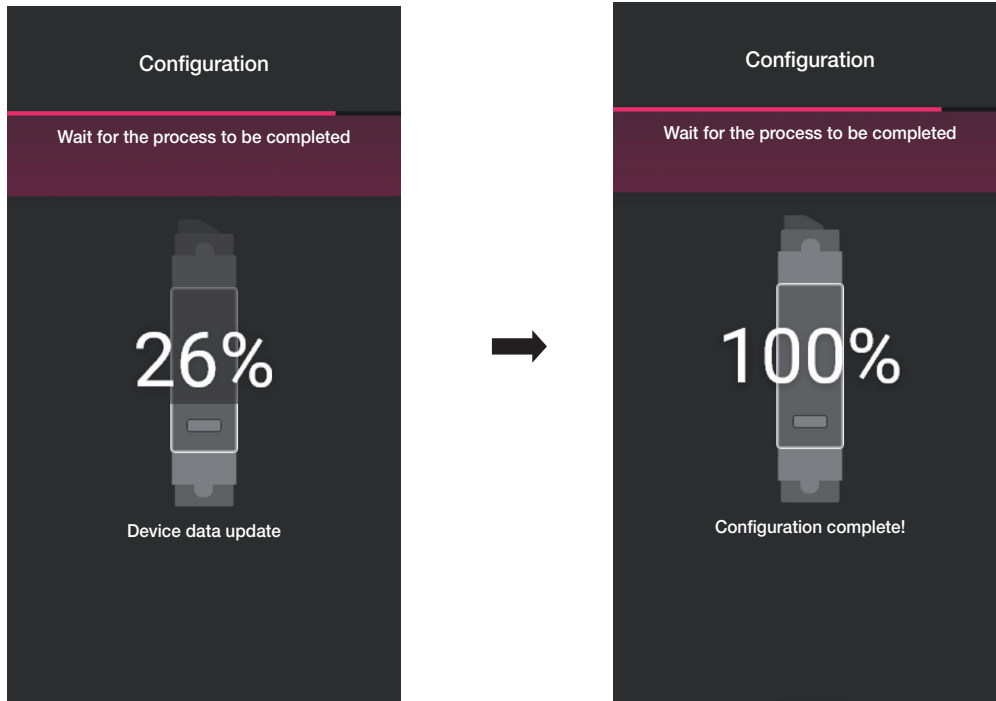 Configuration
Wait for the process to be completed
26%
Device data update
Configuration
Wait for the process to be completed
100%
Configuration complete!